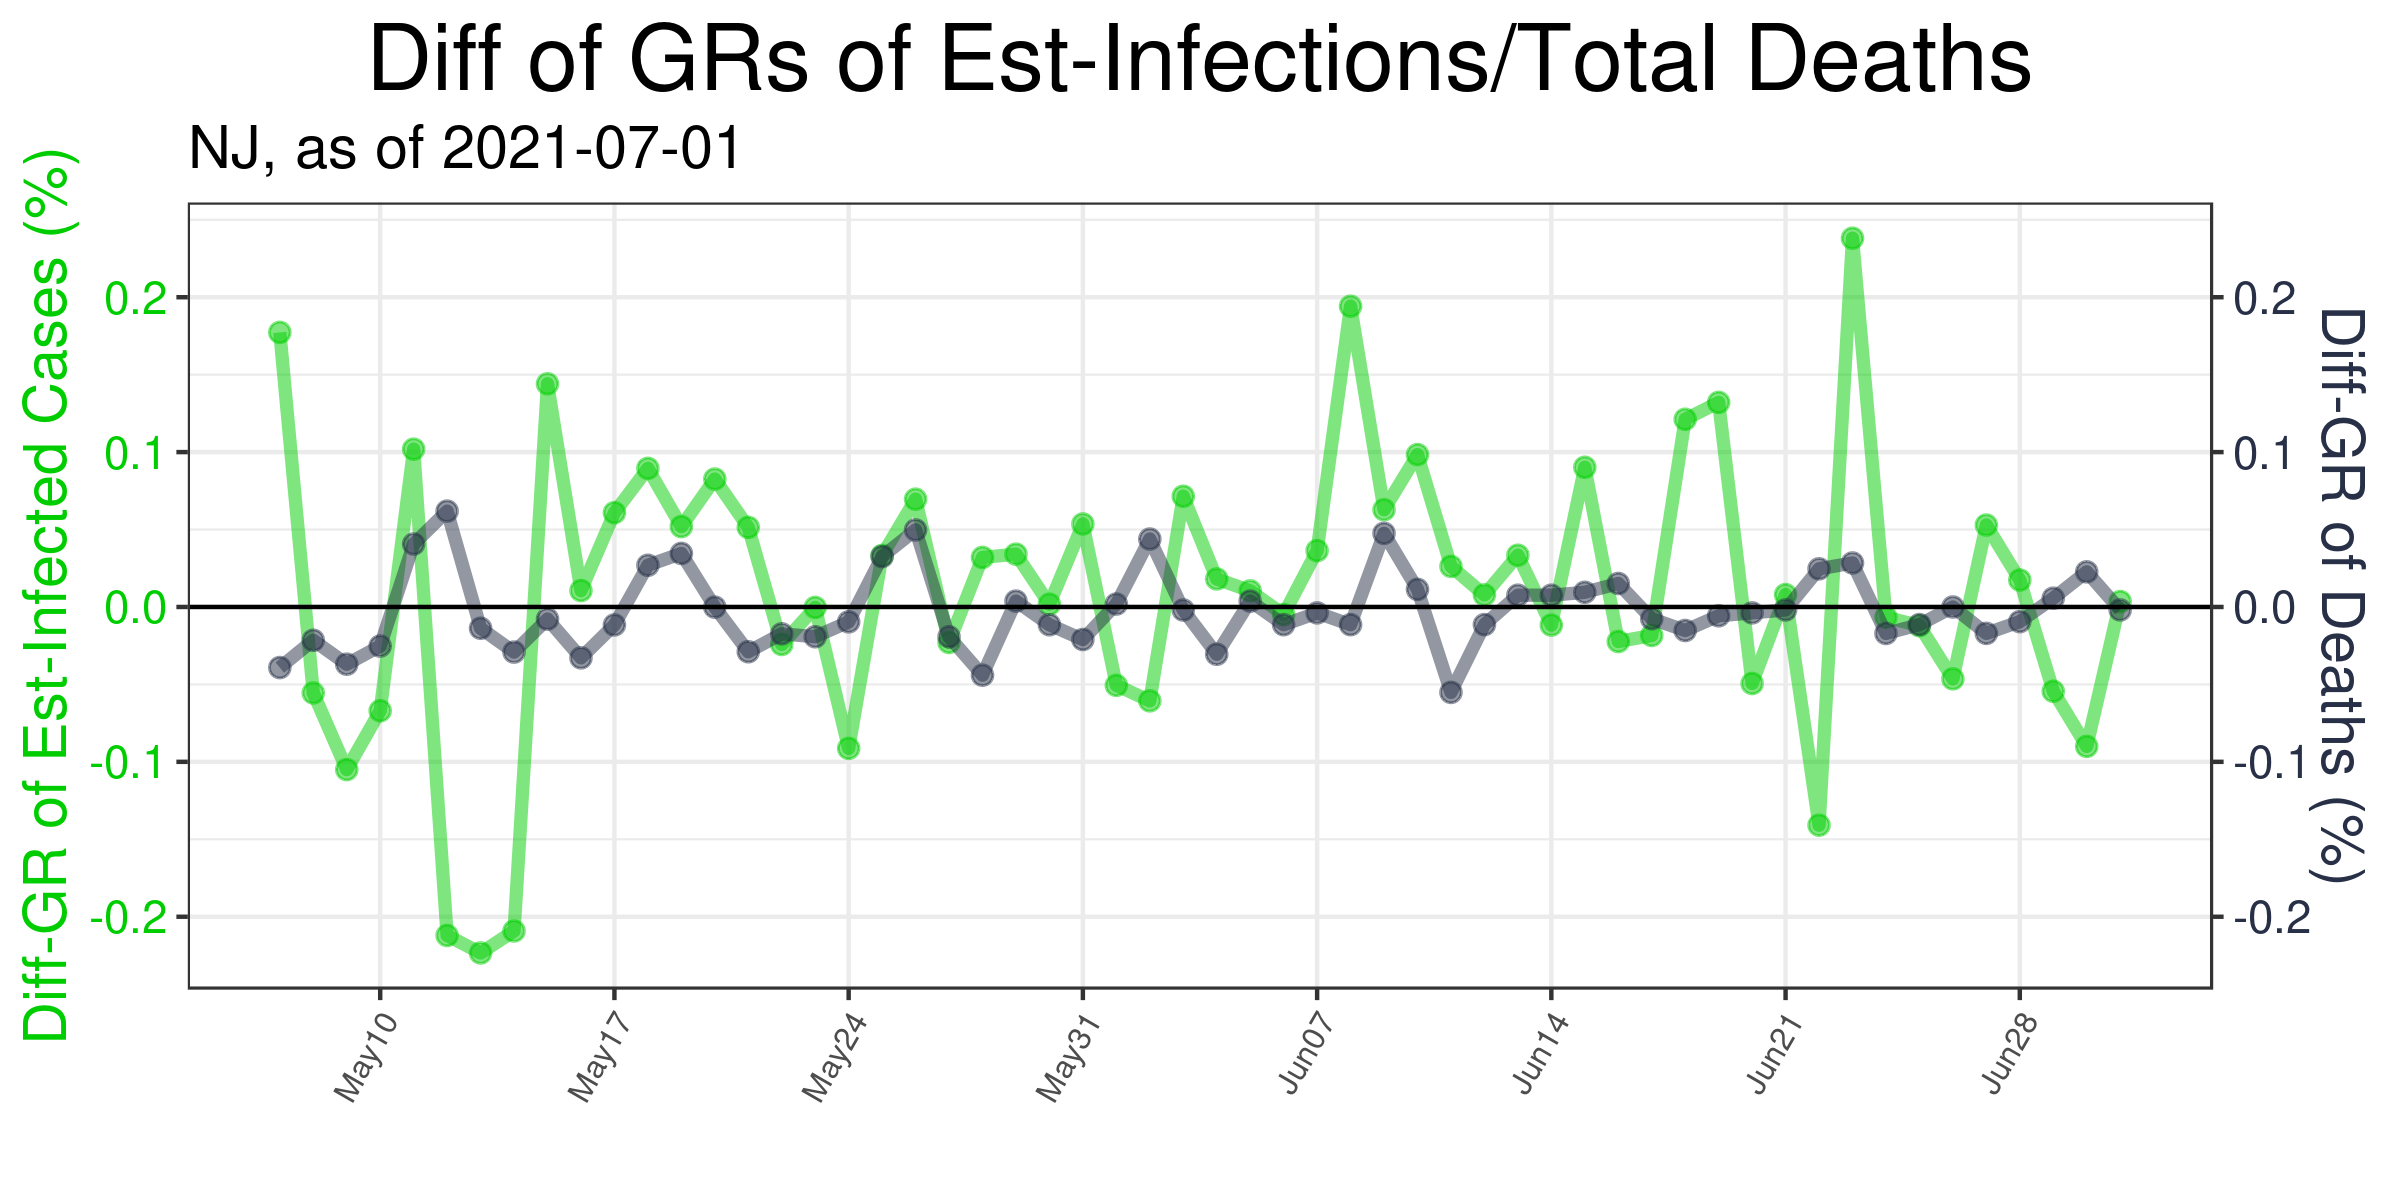 Diff of GRs of Est-Infections/Total Deaths
NJ, as of 2021-07-01
Diff-GR of Est-Infected Cases (%)
0.2
0.1
0.0
-0.1
-0.2
0.2
0.1
0.0
-0.1
-0.2
Diff-GR of Deaths (%)
May10
May17
May24
May31
Jun07
Jun14
Jun21
Jun28